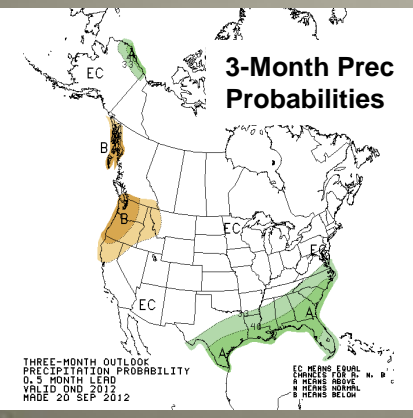 3-Month Prec
Probabilities
A
33
EC
B
B
EC
EC
EC
33
40
A
A
THREE-MONTH OUTLOOK
PRECIPITATION PROBABILITY
0.5 MONTH LEAD
VALID OND 2012
MADE 20 SEP 2012
EC MEANS EQUAL
CHANCES FOR A, N, B
A MEANS ABOVE
N MEANS NORMAL
B MEANS BELOW